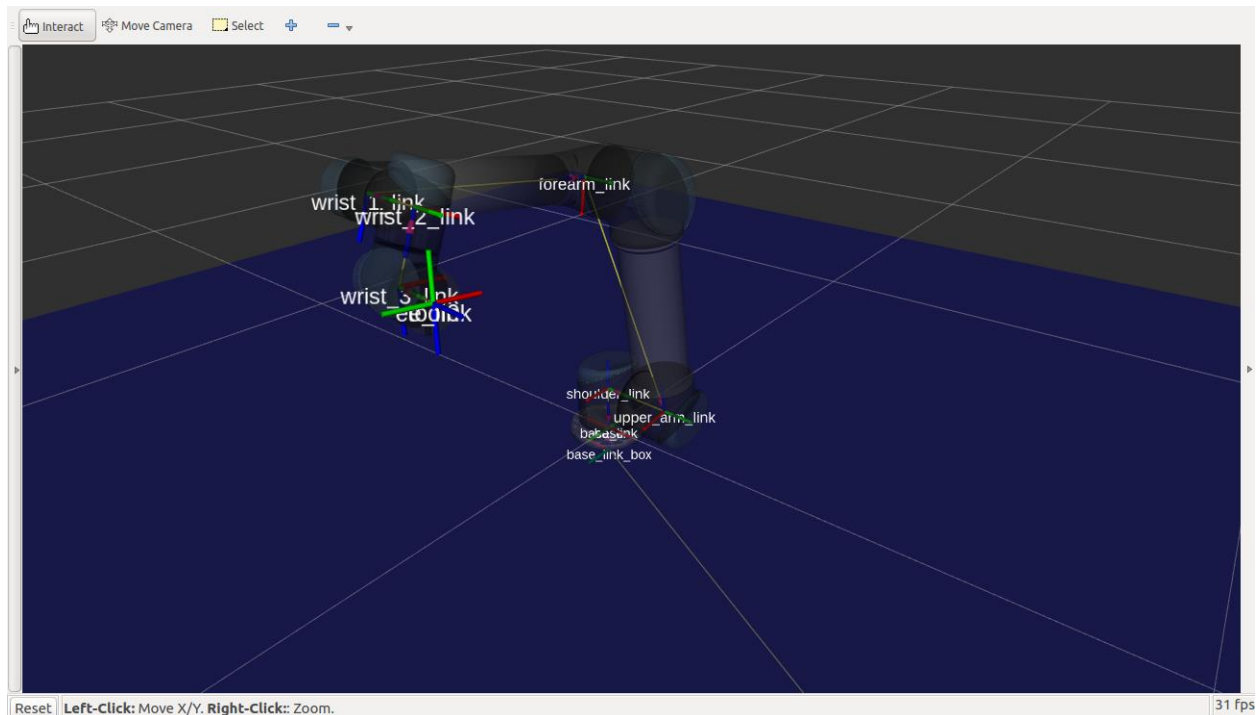 Interact Move Camera Select
forearm_link
wrist_1_link
wrist_2_link
wrist_3_link
shoulder_link
upper_arm_link
base_link_box
Reset Left-Click: Move X/Y. Right-Click:: Zoom. 31 fps